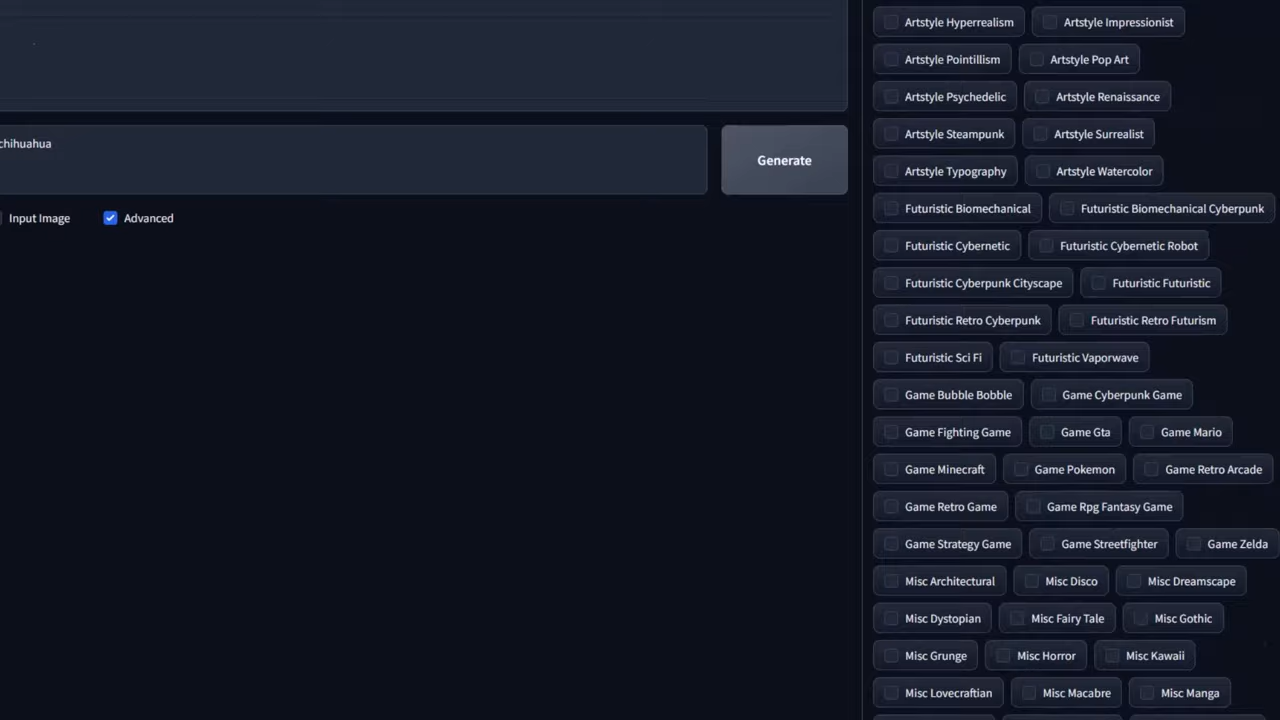 chihuahua
Generate
Input Image
Advanced
Artstyle Hyperrealism
Artstyle Impressionist
Artstyle Pointillism
Artstyle Pop Art
Artstyle Psychedelic
Artstyle Renaissance
Artstyle Steampunk
Artstyle Surrealist
Artstyle Typography
Artstyle Watercolor
Futuristic Biomechanical
Futuristic Biomechanical Cyberpunk
Futuristic Cybernetic
Futuristic Cybernetic Robot
Futuristic Cyberpunk Cityscape
Futuristic Futuristic
Futuristic Retro Cyberpunk
Futuristic Retro Futurism
Futuristic Sci Fi
Futuristic Vaporwave
Game Bubble Bobble
Game Cyberpunk Game
Game Fighting Game
Game Gta
Game Mario
Game Minecraft
Game Pokemon
Game Retro Arcade
Game Retro Game
Game Rpg Fantasy Game
Game Strategy Game
Game Streetfighter
Game Zelda
Misc Architectural
Misc Disco
Misc Dreamscape
Misc Dystopian
Misc Fairy Tale
Misc Gothic
Misc Grunge
Misc Horror
Misc Kawaii
Misc Lovecraftian
Misc Macabre
Misc Manga